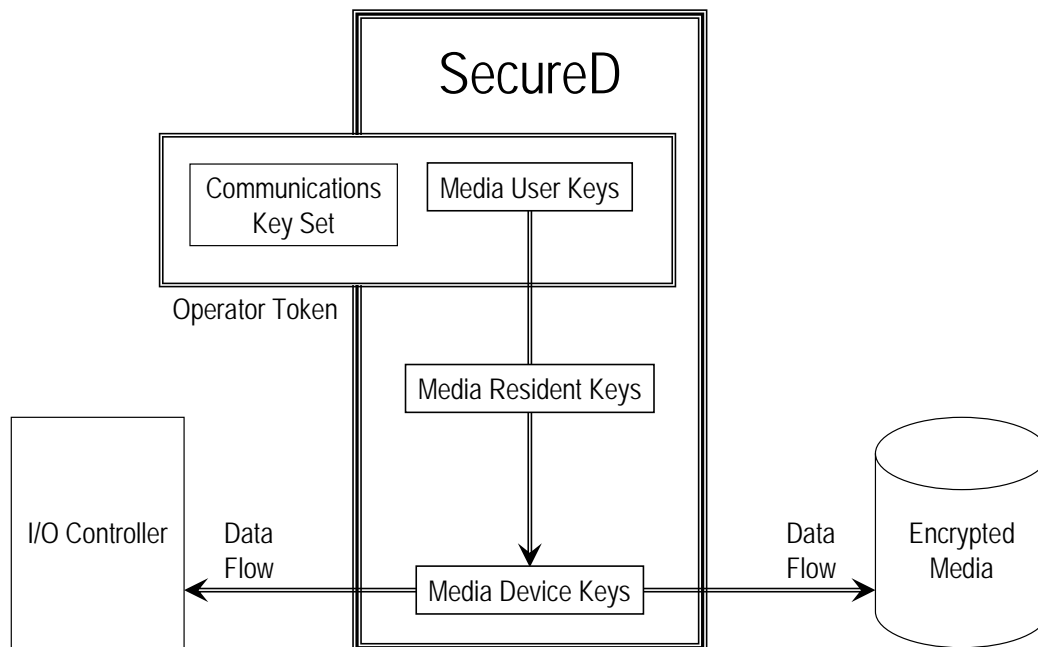 SecureD
Communications
Key Set
Media User Keys
Operator Token
Media Resident Keys
I/O Controller
Data
Flow
Media Device Keys
Data
Flow
Encrypted
Media